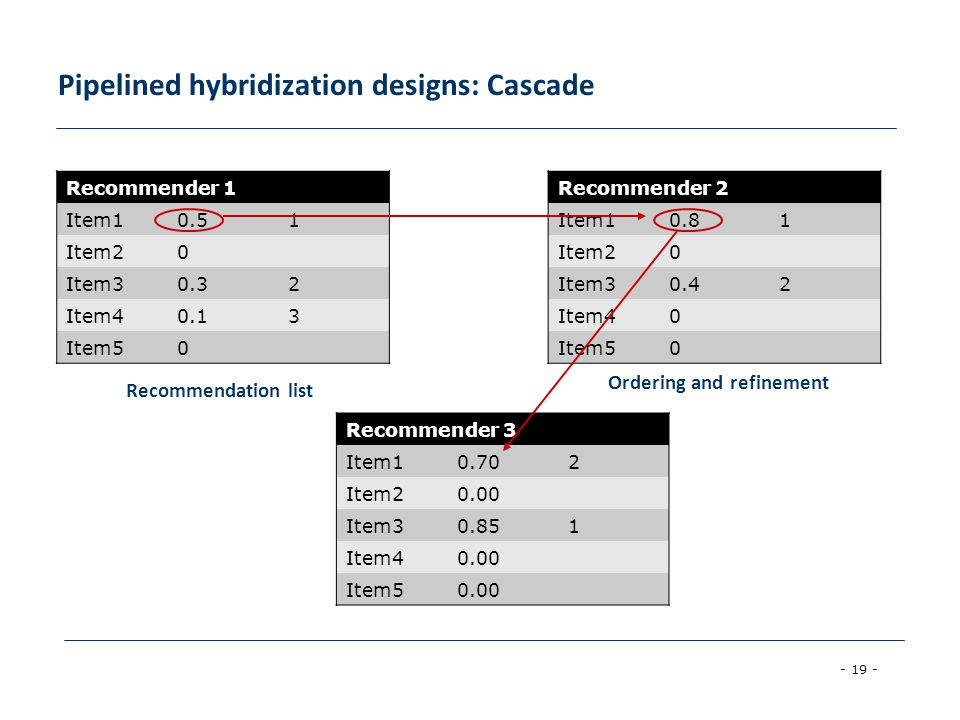 Pipelined hybridization designs: Cascade
Recommender 1
Item1 0.5 1
Item2 0
Item3 0.3 2
Item4 0.1 3
Item5 0
Recommendation list
Recommender 2
Item1 0.8 1
Item2 0
Item3 0.4 2
Item4 0
Item5 0
Ordering and refinement
Recommender 3
Item1 0.70 2
Item2 0.00
Item3 0.85 1
Item4 0.00
Item5 0.00
- 19 -